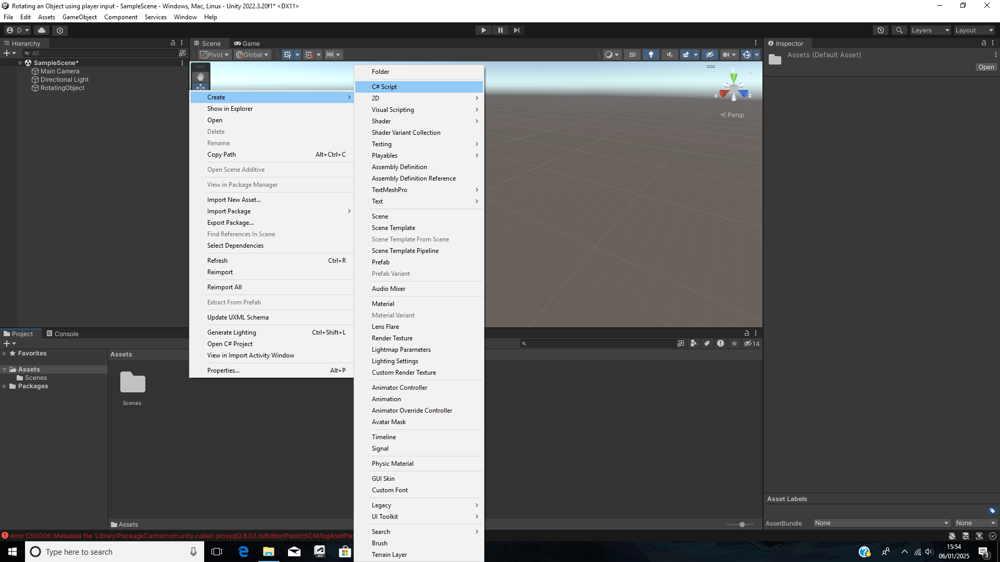 Rotating an Object using player input - SampleScene - Windows, Mac, Linux - Unity 2022.3.20f1* <DX11>
File Edit Assets GameObject Component Services Window Help
D
Layers
Layout
Hierarchy
All
SampleScene*
Main Camera
Directional Light
RotatingObject
Scene
Game
Pivot
Global
2D
y
x
z
Persp
Inspector
Assets (Default Asset)
Open
Create
Show in Explorer
Open
Delete
Rename
Copy Path Alt+Ctrl+C
Open Scene Additive
View in Package Manager
Import New Asset...
Import Package
Export Package...
Find References In Scene
Select Dependencies
Refresh Ctrl+R
Reimport
Reimport All
Extract From Prefab
Update UXML Schema
Generate Lighting Ctrl+Shift+L
Open C# Project
View in Import Activity Window
Properties... Alt+P
Folder
C# Script
2D
Visual Scripting
Shader
Shader Variant Collection
Testing
Playables
Assembly Definition
Assembly Definition Reference
TextMeshPro
Text
Scene
Scene Template
Scene Template From Scene
Scene Template Pipeline
Prefab
Prefab Variant
Audio Mixer
Material
Material Variant
Lens Flare
Render Texture
Lightmap Parameters
Lighting Settings
Custom Render Texture
Animator Controller
Animation
Animator Override Controller
Avatar Mask
Timeline
Signal
Physic Material
GUI Skin
Custom Font
Legacy
UI Toolkit
Search
Brush
Terrain Layer
Project
Console
14
Favorites
Assets
Scenes
Packages
Assets
Scenes
Assets
Asset Labels
AssetBundle None None
error CS0006: Metadata file 'Library/PackageCache/com.unity.collab-proxy@2.6.0/Lib/Editor/PlasticSCM/log4netPlas
Type here to search
ACS
15:54
06/01/2025
3